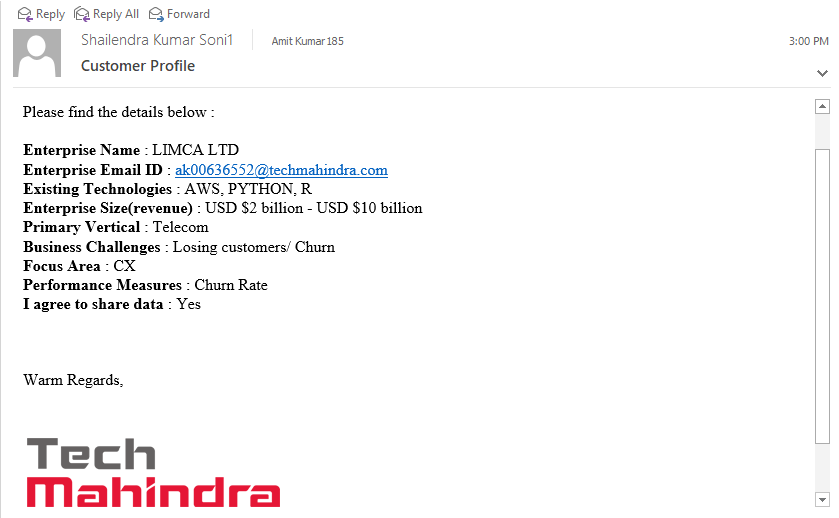 Reply Reply All Forward
Shailendra Kumar Soni1 Amit Kumar185 3:00 PM
Customer Profile
Please find the details below :
Enterprise Name : LIMCA LTD
Enterprise Email ID : ak00636552@techmahindra.com
Existing Technologies : AWS, PYTHON, R
Enterprise Size(revenue) : USD $2 billion - USD $10 billion
Primary Vertical : Telecom
Business Challenges : Losing customers/ Churn
Focus Area : CX
Performance Measures : Churn Rate
I agree to share data : Yes
Warm Regards,
Tech
Mahindra